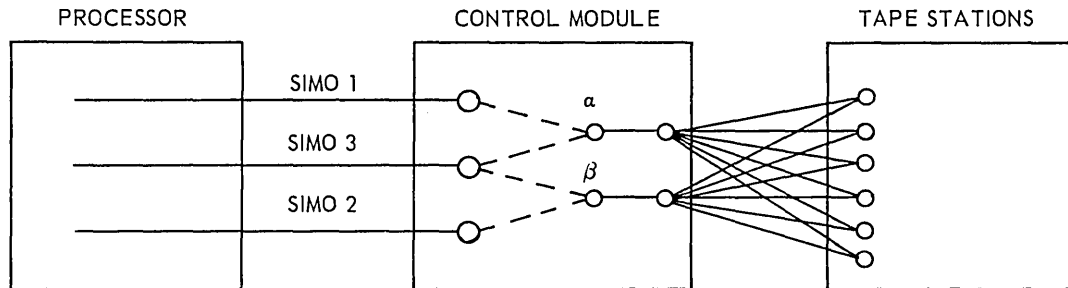 PROCESSOR
CONTROL MODULE
TAPE STATIONS
SIMO 1
SIMO 3
SIMO 2
α
β